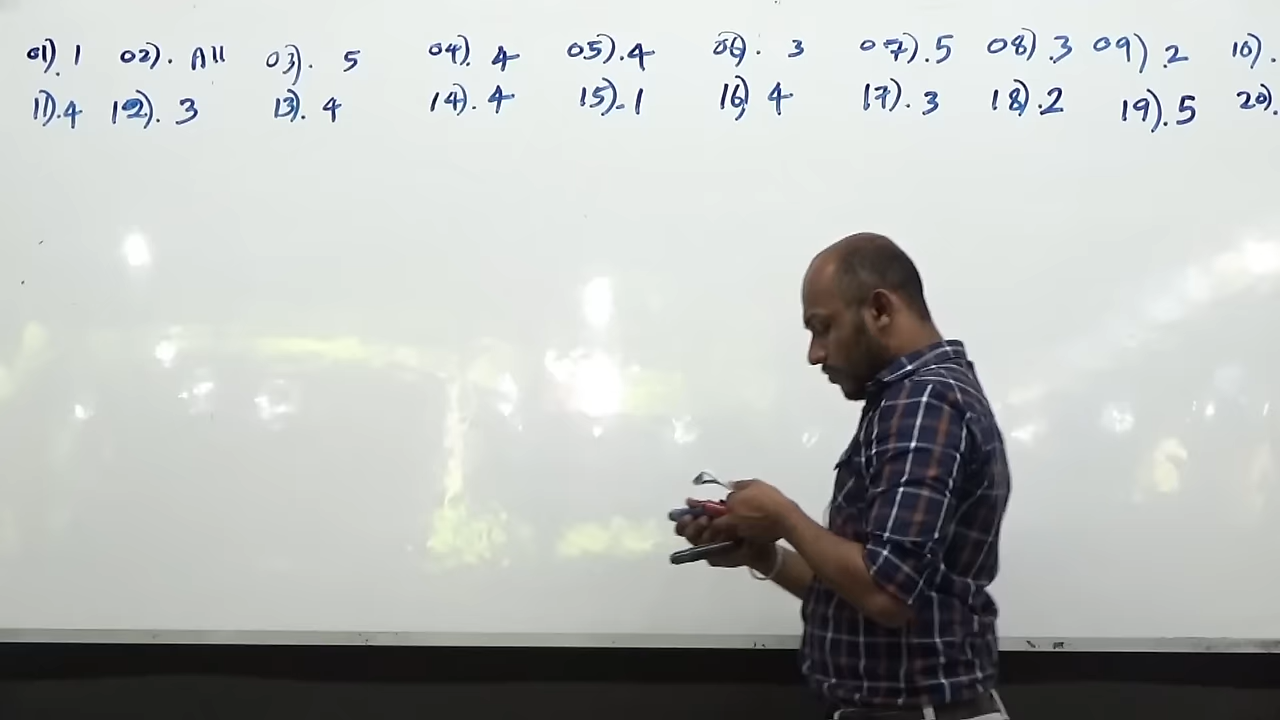 01). 1 02). All 03). 5 04). 4 05). 4 06). 3 07). 5 08). 3 09). 2 10).
11). 4 12). 3 13). 4 14). 4 15). 1 16) 4 17). 3 18). 2 19). 5 20).